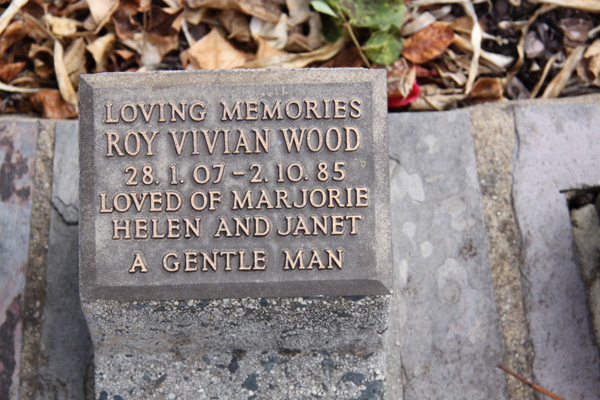 LOVING MEMORIES
ROY VIVIAN WOOD
28. 1. 07 - 2. 10. 85
LOVED OF MARJORIE
HELEN AND JANET
A GENTLE MAN